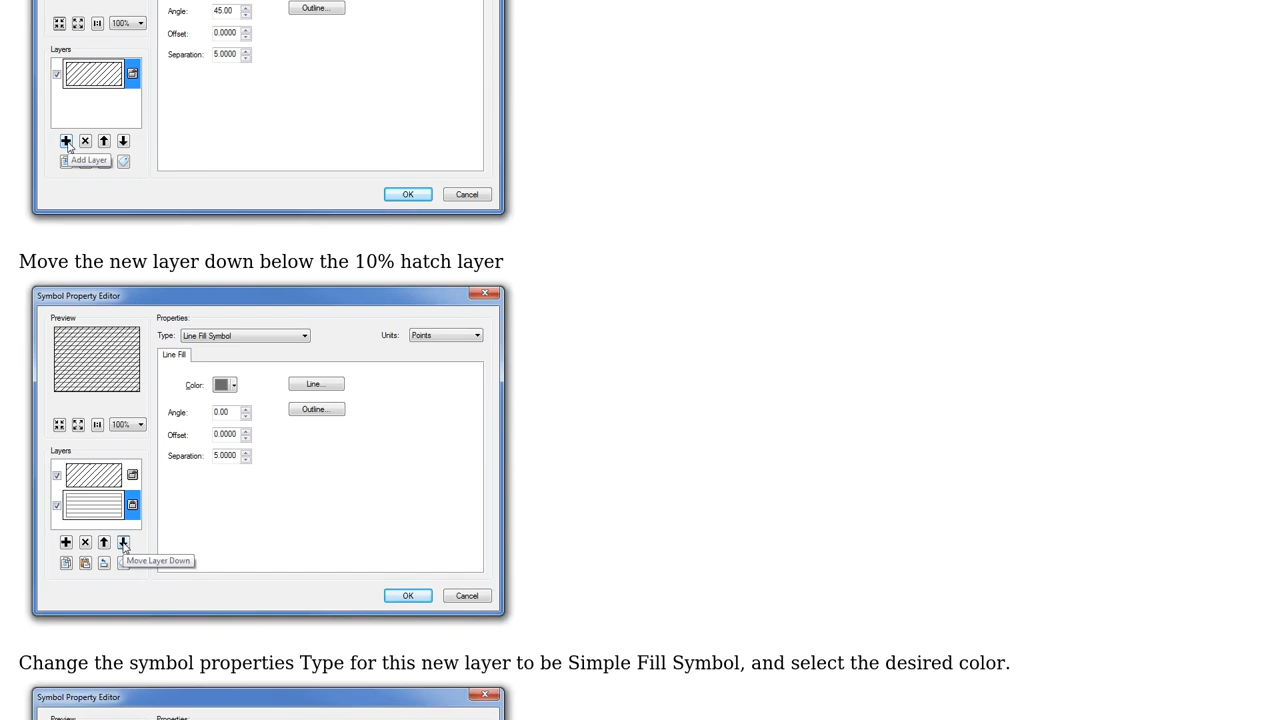 Angle: 45.00 Outline...
100%
Offset: 0.0000
Layers
Separation: 5.0000
Add Layer
OK Cancel
Move the new layer down below the 10% hatch layer
Symbol Property Editor
Preview Properties:
Type: Line Fill Symbol Units: Points
Line Fill
Color: Line...
Angle: 0.00 Outline...
100%
Offset: 0.0000
Layers
Separation: 5.0000
Move Layer Down
OK Cancel
Change the symbol properties Type for this new layer to be Simple Fill Symbol, and select the desired color.
Symbol Property Editor
Preview Properties: